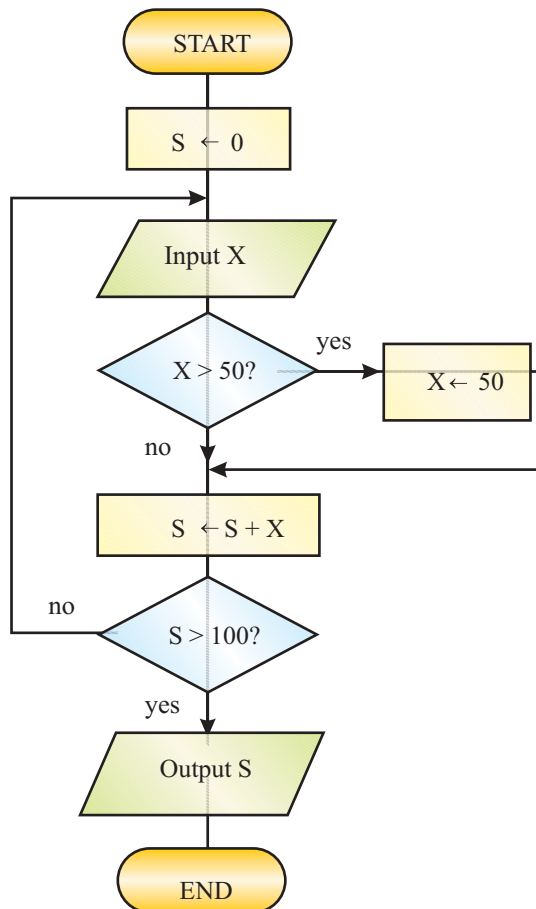 START
S ← 0
Input X
X > 50?
yes
X ← 50
no
S ← S + X
no
S > 100?
yes
Output S
END